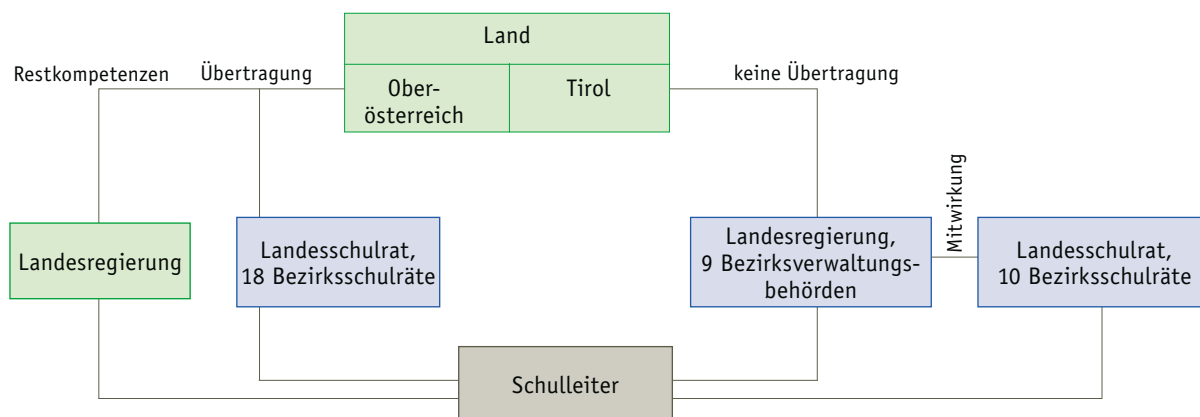 Land
Restkompetenzen
Übertragung
Ober-
österreich
Tirol
keine Übertragung
Mitwirkung
Landesregierung
Landesschulrat,
18 Bezirksschulräte
Landesregierung,
9 Bezirksverwaltungs-
behörden
Landesschulrat,
10 Bezirksschulräte
Schulleiter